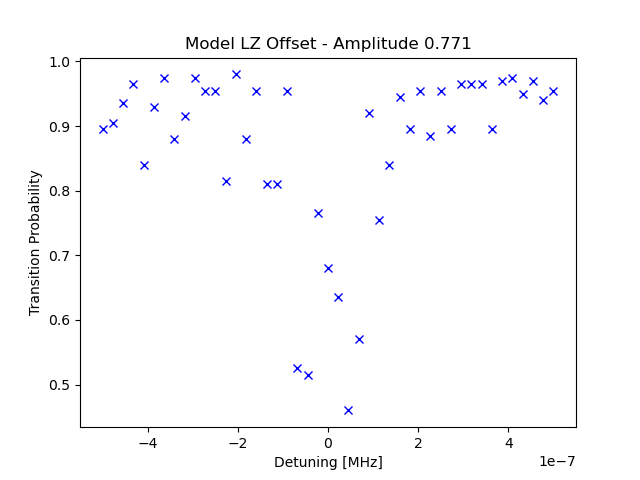 Model LZ Offset - Amplitude 0.771
Transition Probability
1.0
0.9
0.8
0.7
0.6
0.5
−4
−2
0
2
4
1e−7
Detuning [MHz]